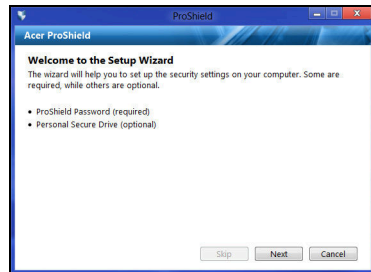 ProShield
Acer ProShield
Welcome to the Setup Wizard
The wizard will help you to set up the security settings on your computer. Some are
required, while others are optional.
• ProShield Password (required)
• Personal Secure Drive (optional)
Skip Next Cancel